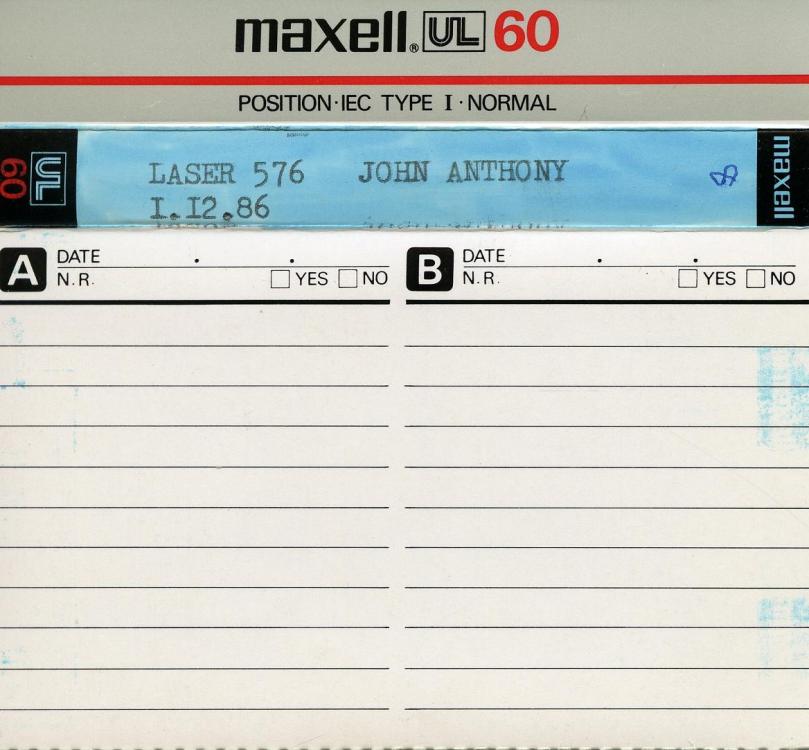 maxell® UL 60
POSITION·IEC TYPE I·NORMAL
60 UL
LASER 576 JOHN ANTHONY
I.I2.86
maxell
A DATE . .
N.R. YES NO
B DATE . .
N.R. YES NO